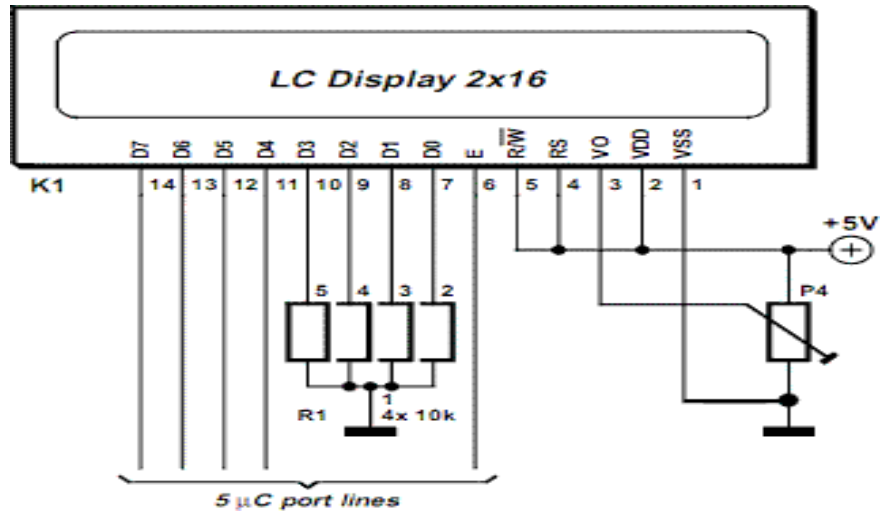 LC Display 2x16
D7 D6 D5 D4 D3 D2 D1 D0 E R/W RS VO VDD VSS
K1 14 13 12 11 10 9 8 7 6 5 4 3 2 1
+5V
5 4 3 2 P4
1
R1 4x 10k
5 μC port lines